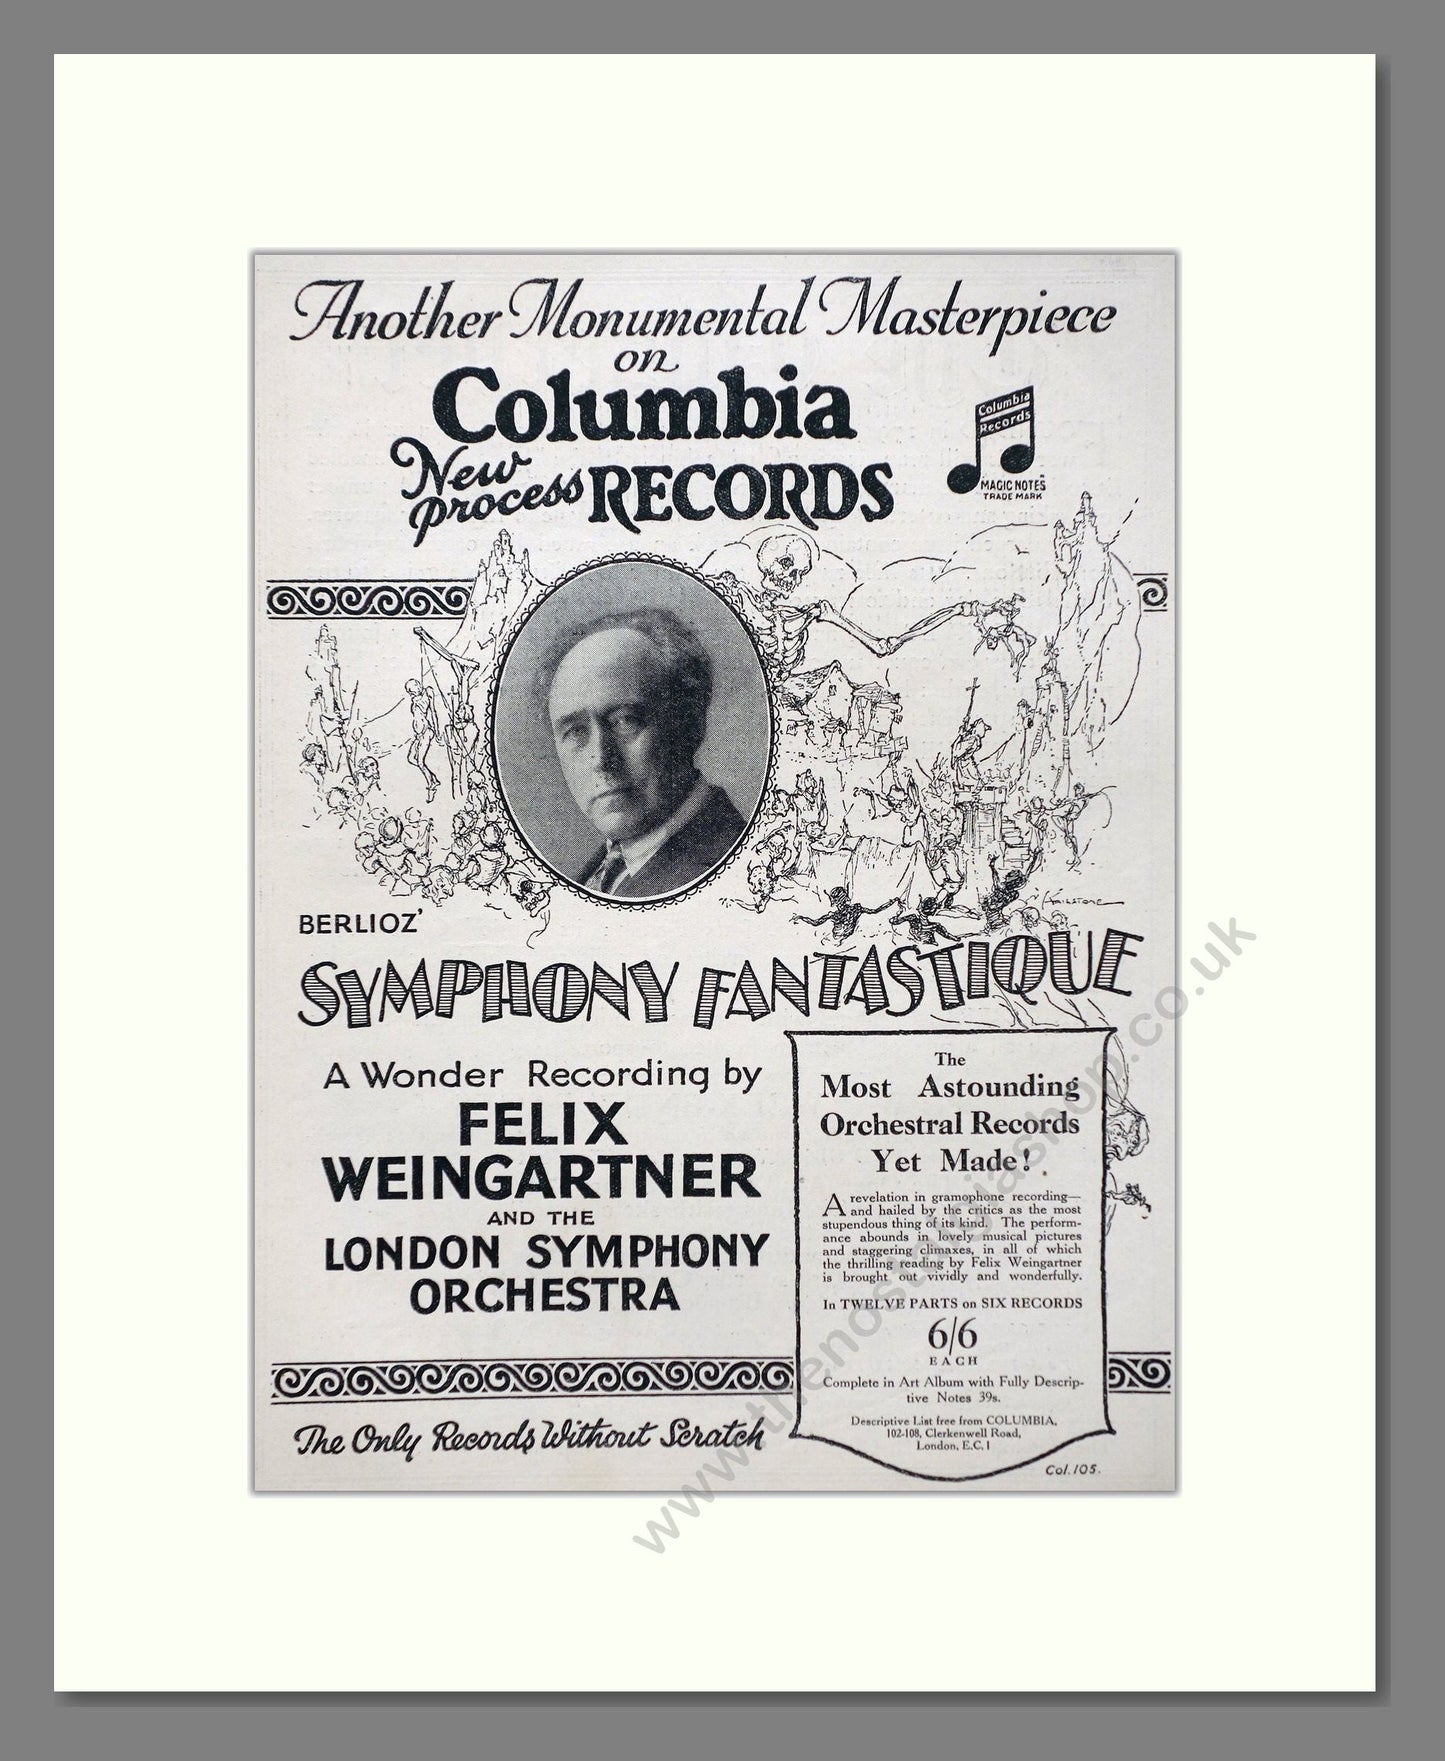 Another Monumental Masterpiece
on
Columbia
New process RECORDS
Columbia
Records
MAGIC NOTES
TRADE MARK
BERLIOZ'
SYMPHONY FANTASTIQUE
A Wonder Recording by
FELIX
WEINGARTNER
AND THE
LONDON SYMPHONY
ORCHESTRA
The Only Records Without Scratch
The
Most Astounding
Orchestral Records
Yet Made!
A revelation in gramophone recording—
and hailed by the critics as the most
stupendous thing of its kind. The perform-
ance abounds in lovely musical pictures
and staggering climaxes, in all of which
the thrilling reading by Felix Weingartner
is brought out vividly and wonderfully.
In TWELVE PARTS on SIX RECORDS
6/6
EACH
Complete in Art Album with Fully Descrip-
tive Notes 39s.
Descriptive List free from COLUMBIA,
102-108, Clerkenwell Road,
London, E.C.1
Col. 105.
www.thenostalgiashop.co.uk